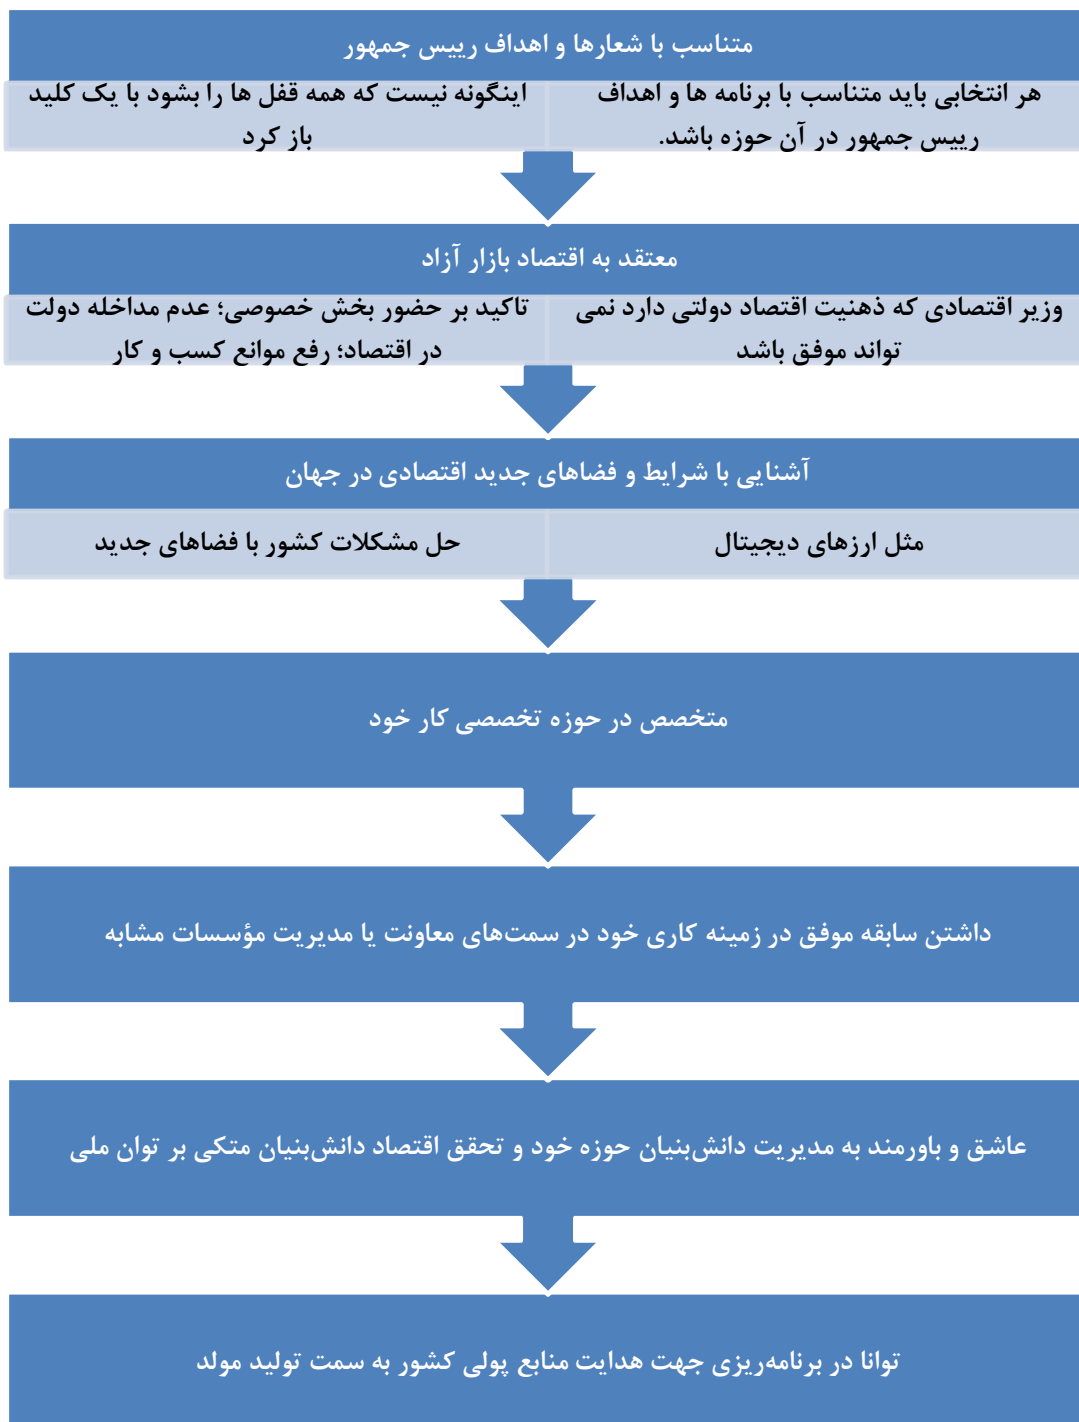 متناسب با شعارها و اهداف رییس جمهور
هر انتخابی باید متناسب با برنامه ها و اهداف
رییس جمهور در آن حوزه باشد.
اینگونه نیست که همه قفل ها را بشود با یک کلید
باز کرد
معتقد به اقتصاد بازار آزاد
وزیر اقتصادی که ذهنیت اقتصاد دولتی دارد نمی
تواند موفق باشد
تاکید بر حضور بخش خصوصی؛ عدم مداخله دولت
در اقتصاد؛ رفع موانع کسب و کار
آشنایی با شرایط و فضاهای جدید اقتصادی در جهان
مثل ارزهای دیجیتال
حل مشکلات کشور با فضاهای جدید
متخصص در حوزه تخصصی کار خود
داشتن سابقه موفق در زمینه کاری خود در سمت‌های معاونت یا مدیریت مؤسسات مشابه
عاشق و باورمند به مدیریت دانش‌بنیان حوزه خود و تحقق اقتصاد دانش‌بنیان متکی بر توان ملی
توانا در برنامه‌ریزی جهت هدایت منابع پولی کشور به سمت تولید مولد